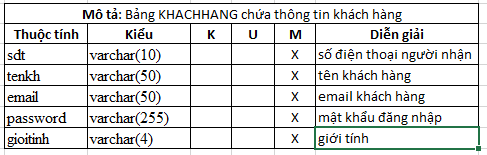 Mô tả: Bảng KHACHHANG chứa thông tin khách hàng
Thuộc tính Kiểu K U M Diễn giải
sdt varchar(10) X số điện thoại người nhận
tenkh varchar(50) X tên khách hàng
email varchar(50) X email khách hàng
password varchar(255) X mật khẩu đăng nhập
gioitinh varchar(4) X giới tính